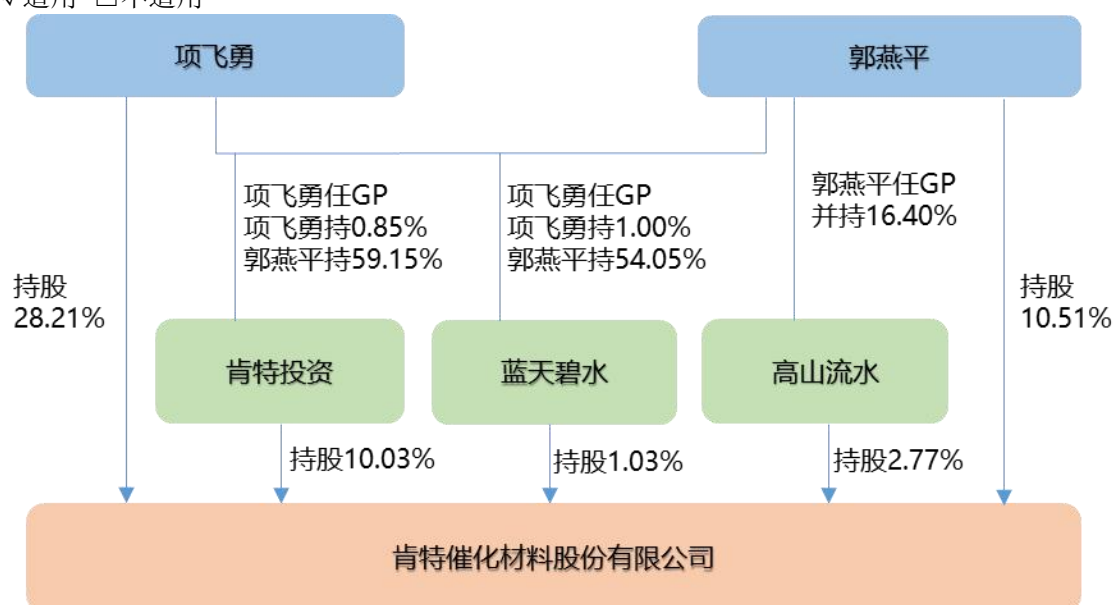 √适用 □不适用
项飞勇
郭燕平
项飞勇任GP
项飞勇持0.85%
郭燕平持59.15%
项飞勇任GP
项飞勇持1.00%
郭燕平持54.05%
郭燕平任GP
并持16.40%
持股
28.21%
持股
10.51%
肯特投资
蓝天碧水
高山流水
持股10.03%
持股1.03%
持股2.77%
肯特催化材料股份有限公司